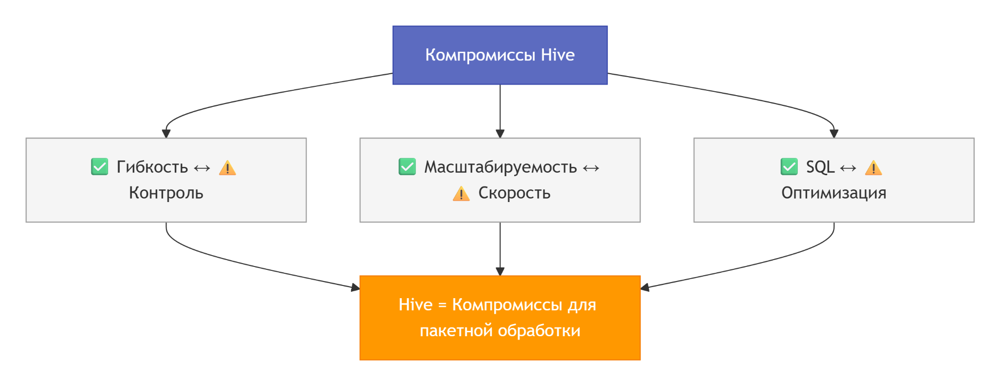 Компромиссы Hive
✅ Гибкость ↔ ⚠️
Контроль
✅ Масштабируемость ↔
⚠️ Скорость
✅ SQL ↔ ⚠️
Оптимизация
Hive = Компромиссы для
пакетной обработки